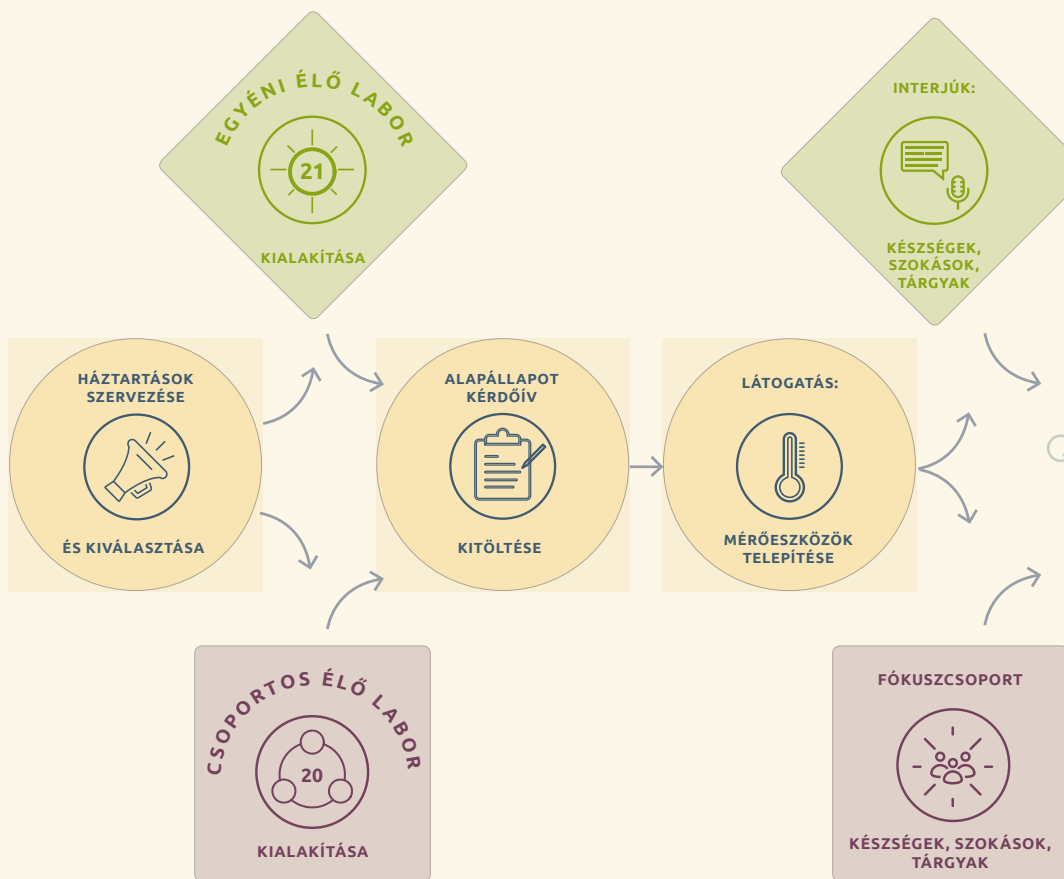 EGYÉNI ÉLŐ LABOR
21
KIALAKÍTÁSA
INTERJÚK:
KÉSZSÉGEK,
SZOKÁSOK,
TÁRGYAK
HÁZTARTÁSOK
SZERVEZÉSE
ÉS KIVÁLASZTÁSA
ALAPÁLLAPOT
KÉRDŐÍV
KITÖLTÉSE
LÁTOGATÁS:
MÉRŐESZKÖZÖK
TELEPÍTÉSE
CSOPORTOS ÉLŐ LABOR
20
KIALAKÍTÁSA
FÓKUSZCSOPORT
KÉSZSÉGEK, SZOKÁSOK,
TÁRGYAK